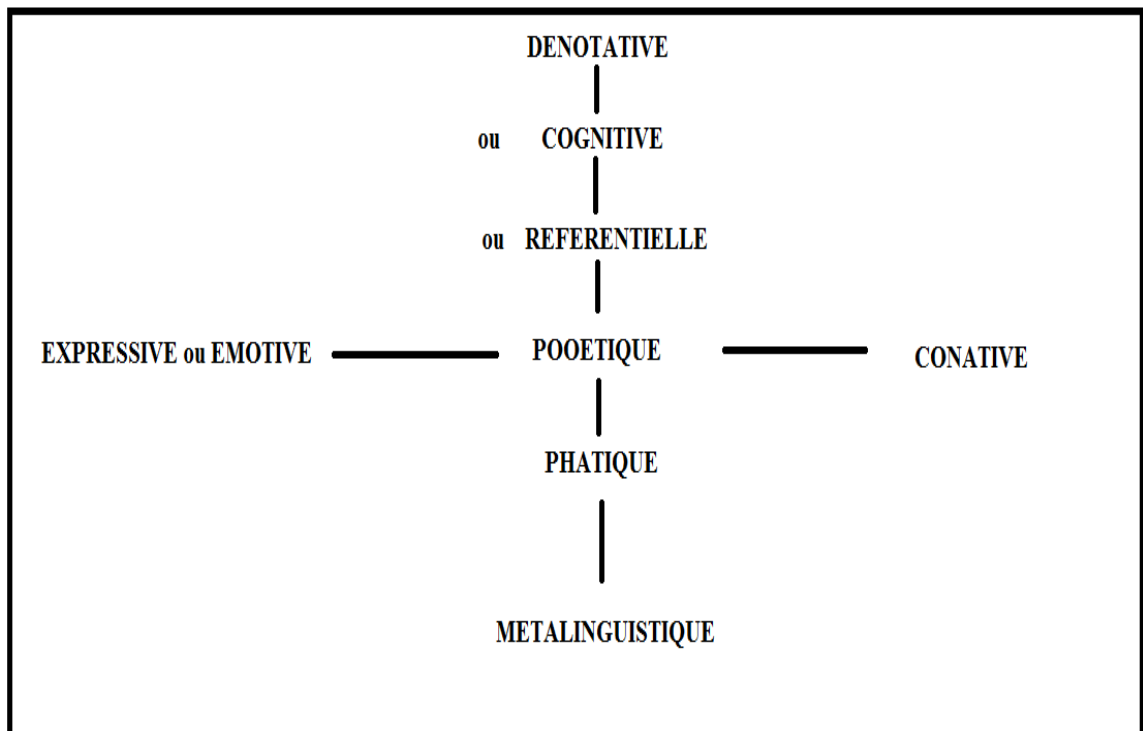 DENOTATIVE
ou COGNITIVE
ou REFERENTIELLE
EXPRESSIVE ou EMOTIVE POOETIQUE CONATIVE
PHATIQUE
METALINGUISTIQUE